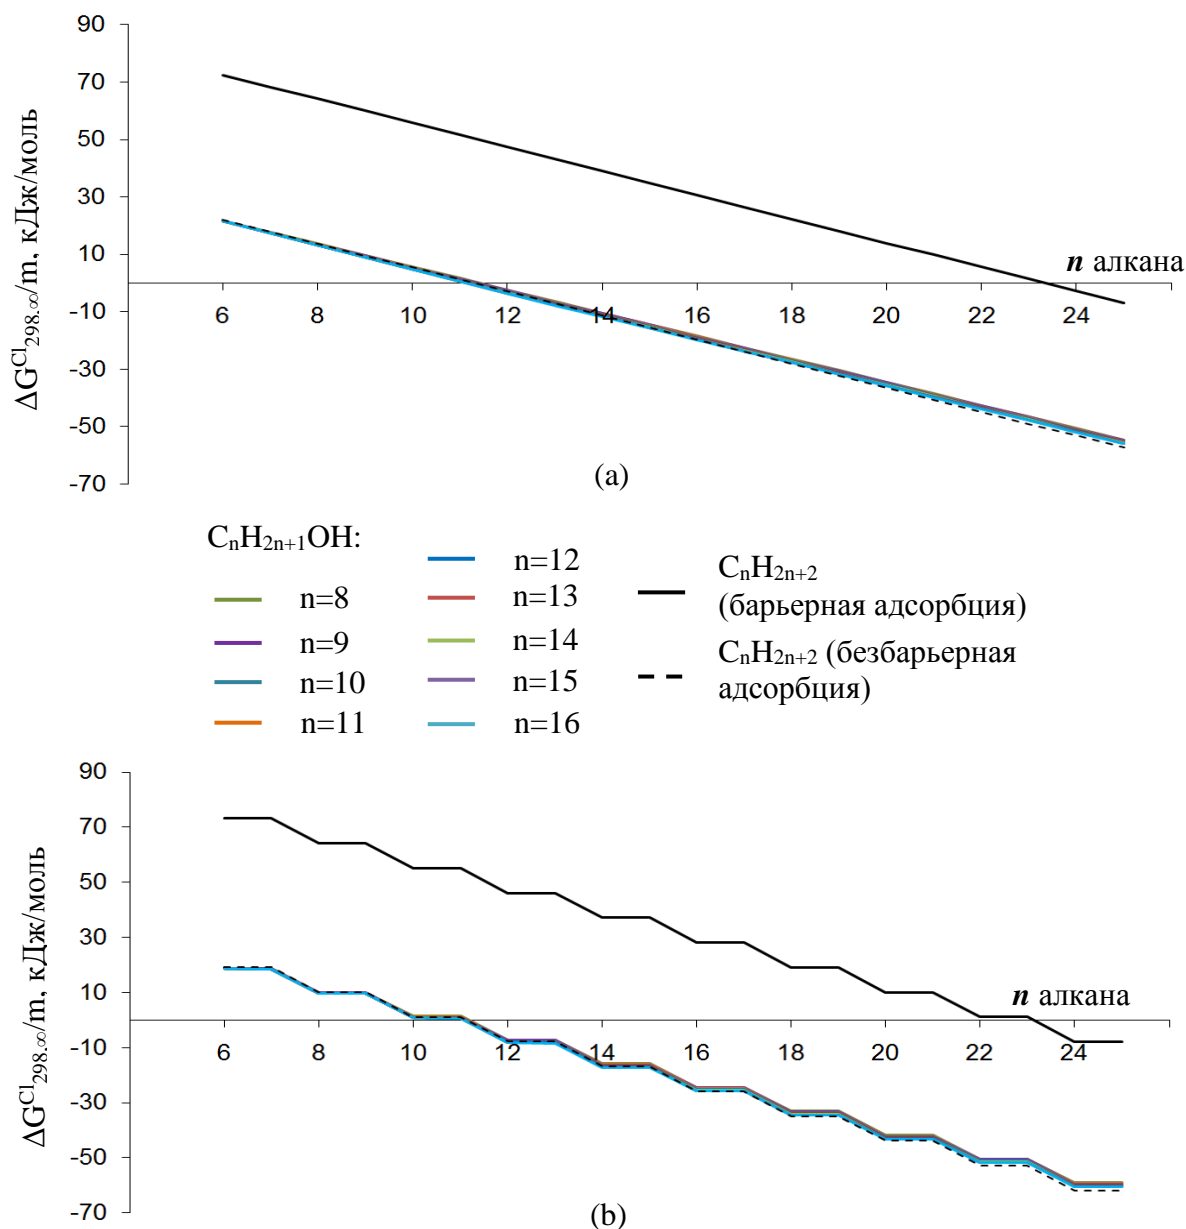 90
70
50
30
10
-10
-30
-50
-70
ΔG^Cl_298.∞/m, кДж/моль
n алкана
6 8 10 12 14 16 18 20 22 24
(a)
CnH2n+1OH:
n=8
n=9
n=10
n=11
n=12
n=13
n=14
n=15
n=16
CnH2n+2
(барьерная адсорбция)
CnH2n+2 (безбарьерная
адсорбция)
90
70
50
30
10
-10
-30
-50
-70
ΔG^Cl_298.∞/m, кДж/моль
n алкана
6 8 10 12 14 16 18 20 22 24
(b)